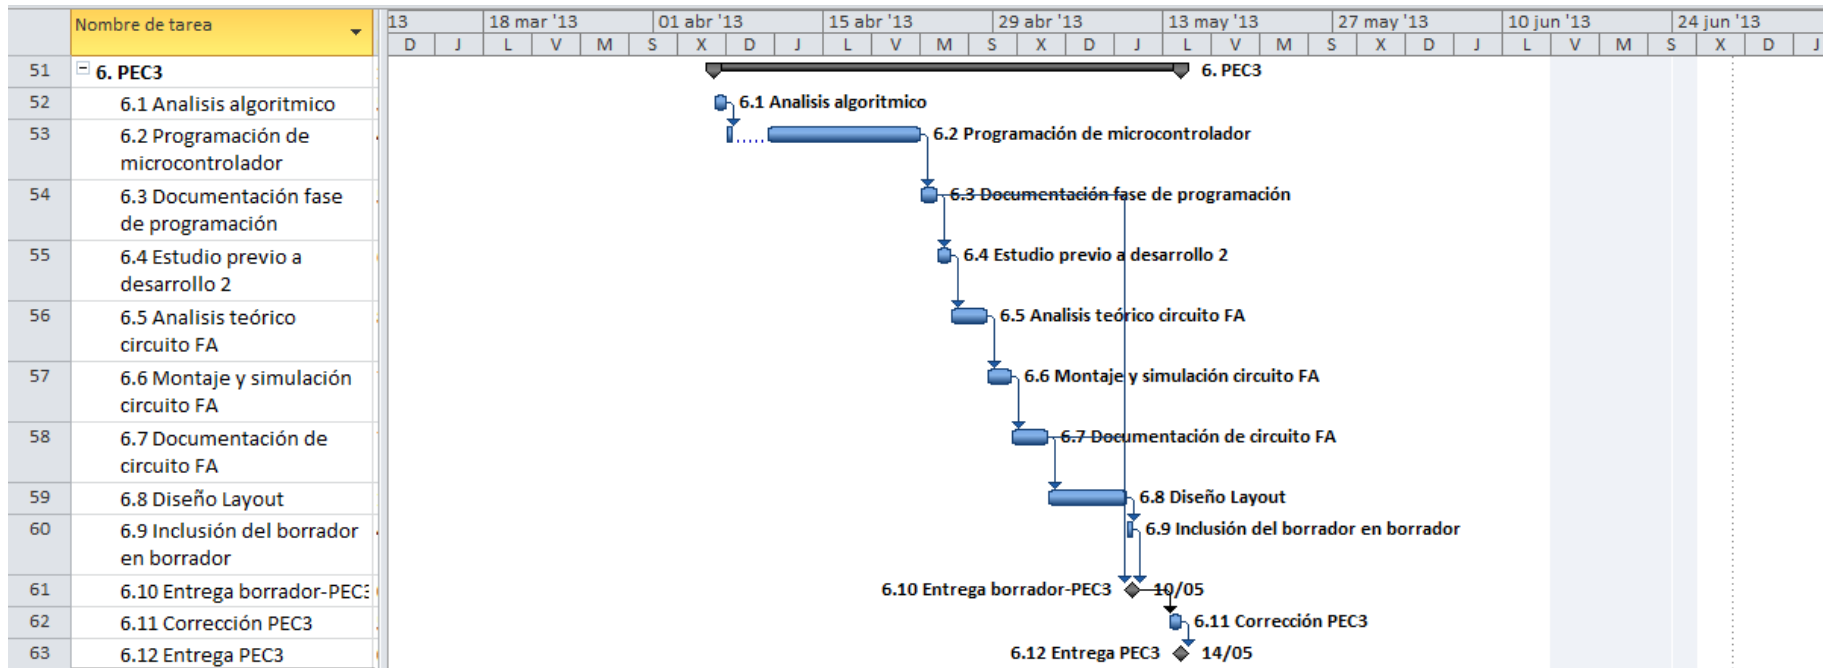 Nombre de tarea
13 18 mar '13 01 abr '13 15 abr '13 29 abr '13 13 may '13 27 may '13 10 jun '13 24 jun '13
D J L V M S X D J L V M S X D J L V M S X D J L V M S X D J
51 6. PEC3 6. PEC3
52 6.1 Analisis algoritmico 6.1 Analisis algoritmico
53 6.2 Programación de 6.2 Programación de microcontrolador
microcontrolador
54 6.3 Documentación fase 6.3 Documentación fase de programación
de programación
55 6.4 Estudio previo a 6.4 Estudio previo a desarrollo 2
desarrollo 2
56 6.5 Analisis teórico 6.5 Analisis teórico circuito FA
circuito FA
57 6.6 Montaje y simulación 6.6 Montaje y simulación circuito FA
circuito FA
58 6.7 Documentación de 6.7 Documentación de circuito FA
circuito FA
59 6.8 Diseño Layout 6.8 Diseño Layout
60 6.9 Inclusión del borrador 6.9 Inclusión del borrador en borrador
en borrador
61 6.10 Entrega borrador-PEC3 6.10 Entrega borrador-PEC3 10/05
62 6.11 Corrección PEC3 6.11 Corrección PEC3
63 6.12 Entrega PEC3 6.12 Entrega PEC3 14/05